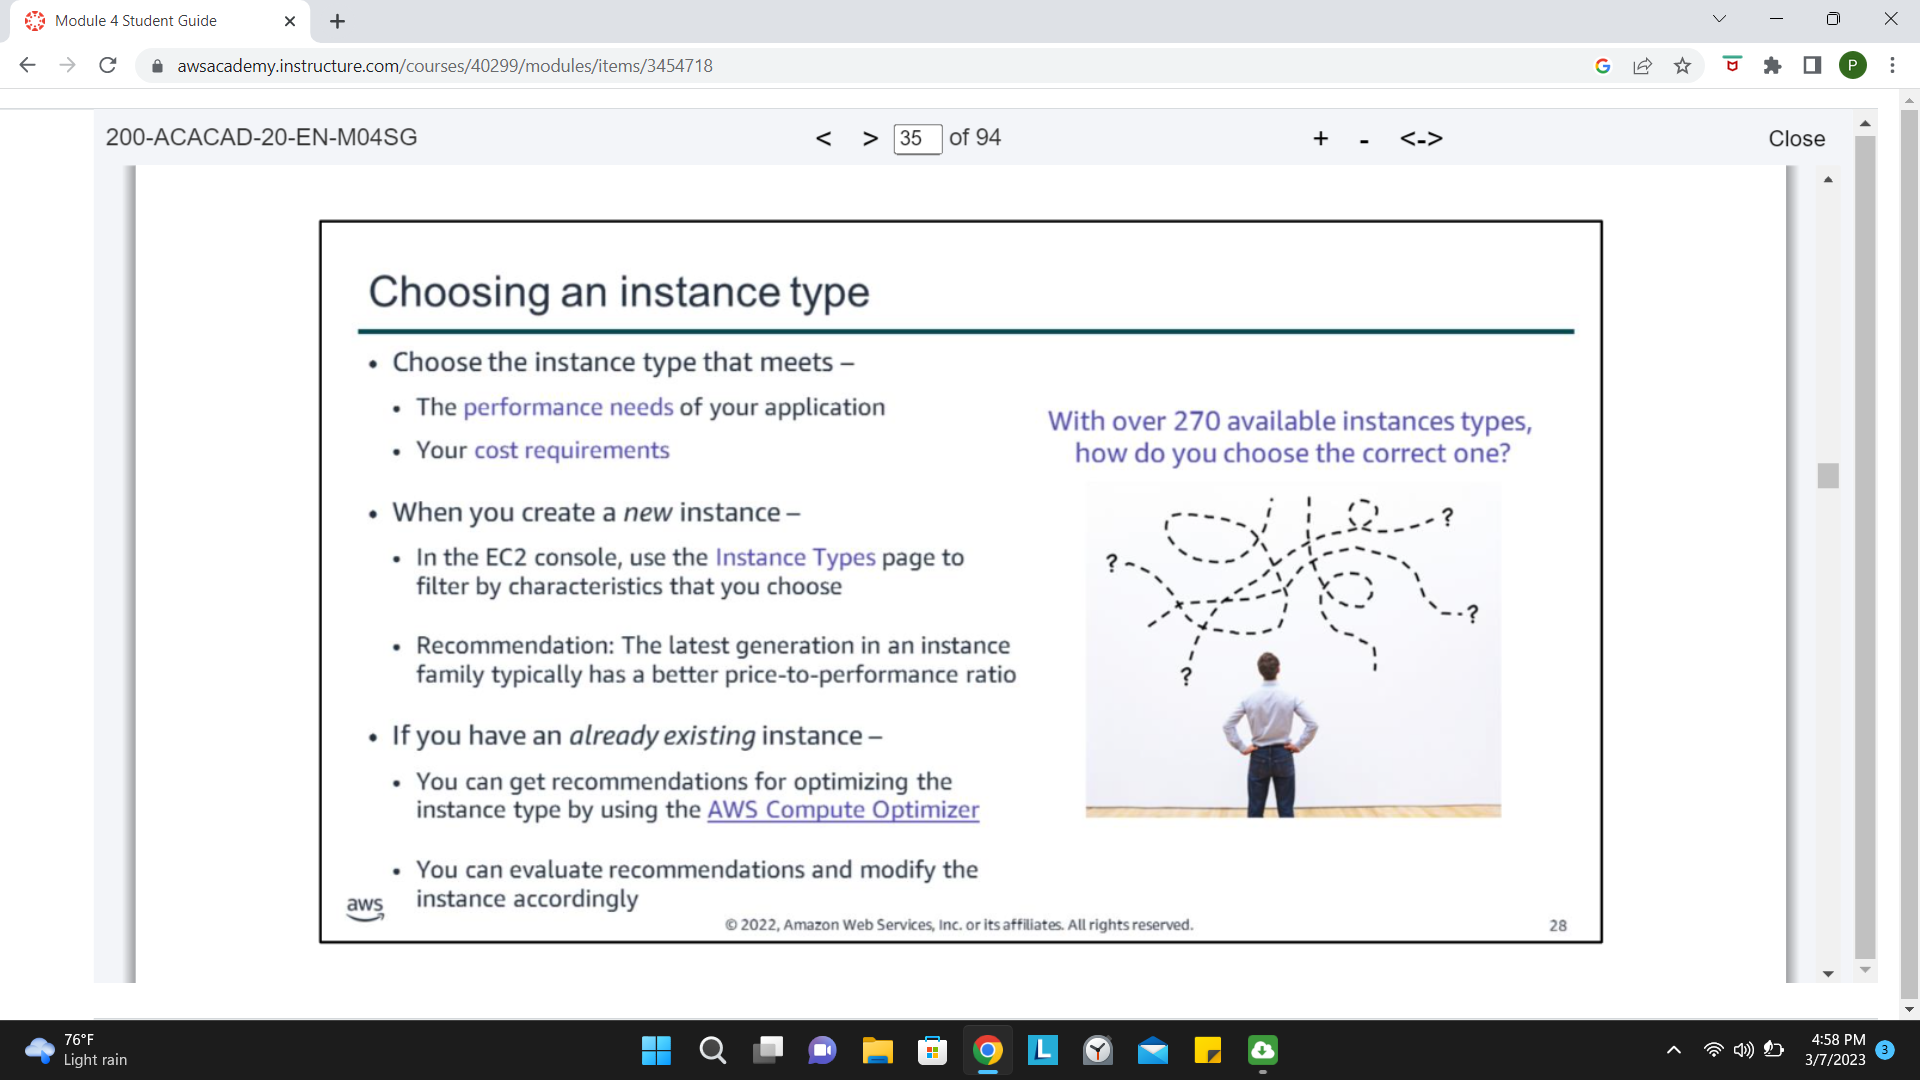 Module 4 Student Guide
awsacademy.instructure.com/courses/40299/modules/items/3454718
P
200-ACACAD-20-EN-M04SG
< > 35 of 94
+ - <->
Close
Choosing an instance type
• Choose the instance type that meets –
• The performance needs of your application
• Your cost requirements
• When you create a new instance –
• In the EC2 console, use the Instance Types page to
filter by characteristics that you choose
• Recommendation: The latest generation in an instance
family typically has a better price-to-performance ratio
• If you have an already existing instance –
• You can get recommendations for optimizing the
instance type by using the AWS Compute Optimizer
• You can evaluate recommendations and modify the
instance accordingly
With over 270 available instances types,
how do you choose the correct one?
?
?
?
?
aws
© 2022, Amazon Web Services, Inc. or its affiliates. All rights reserved.
28
76°F
Light rain
L
4:58 PM
3/7/2023
3